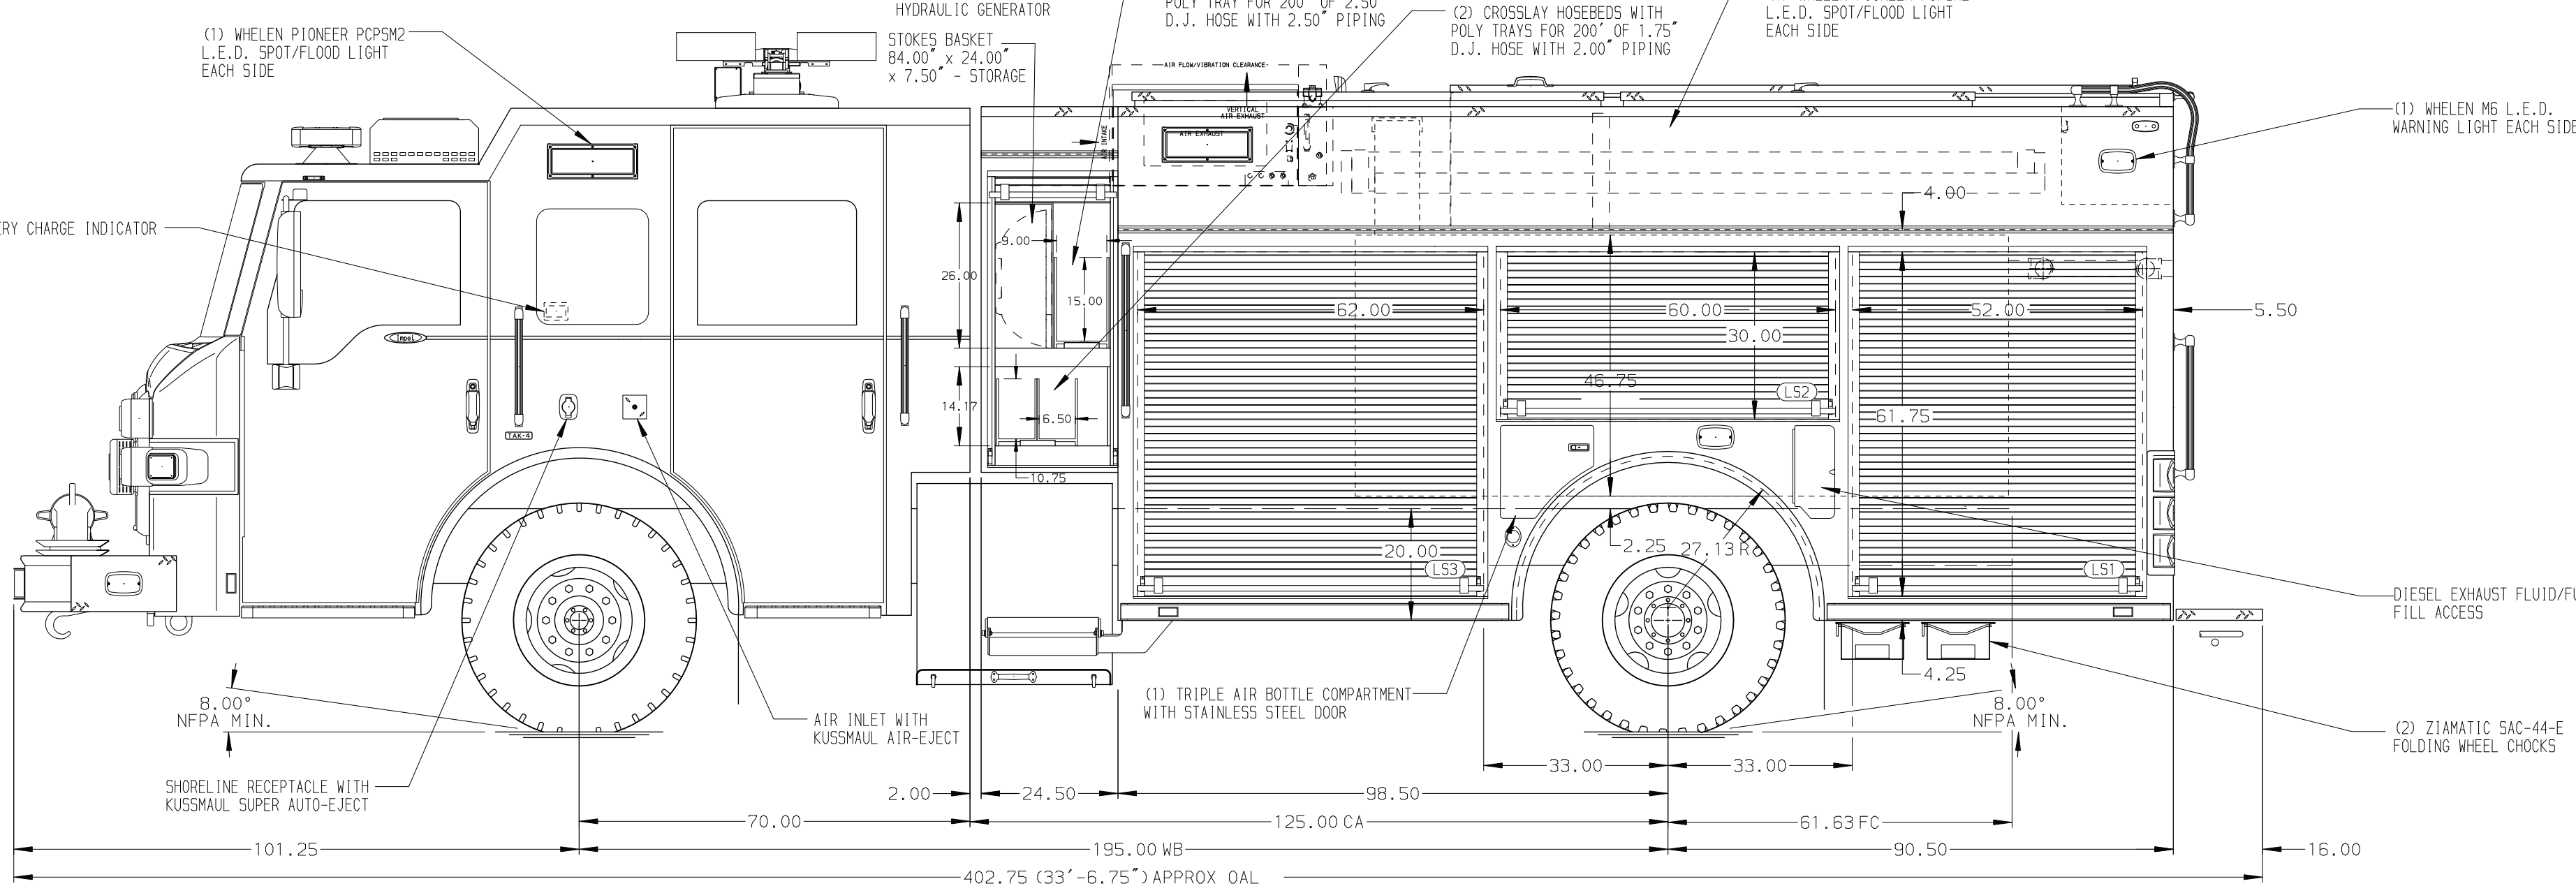 HYDRAULIC GENERATOR
POLY TRAY FOR 200' OF 2.50"
D.J. HOSE WITH 2.50" PIPING
(2) CROSSLAY HOSEBEDS WITH
POLY TRAYS FOR 200' OF 1.75"
D.J. HOSE WITH 2.00" PIPING
L.E.D. SPOT/FLOOD LIGHT
EACH SIDE
(1) WHELEN PIONEER PCPSM2
L.E.D. SPOT/FLOOD LIGHT
EACH SIDE
STOKES BASKET
84.00" x 24.00"
x 7.50" - STORAGE
AIR FLOW/VIBRATION CLEARANCE
VERTICAL
AIR EXHAUST
AIR EXHAUST
AIR INTAKE
(1) WHELEN M6 L.E.D.
WARNING LIGHT EACH SIDE
4.00
CHARGE INDICATOR
9.00
26.00
15.00
62.00
60.00
52.00
5.50
30.00
Impel
46.75
LS2
14.17
6.50
61.75
TAK-4
10.75
20.00
2.25
27.13 R
LS3
LS1
DIESEL EXHAUST FLUID/
FILL ACCESS
4.25
8.00°
NFPA MIN.
(1) TRIPLE AIR BOTTLE COMPARTMENT
WITH STAINLESS STEEL DOOR
8.00°
NFPA MIN.
AIR INLET WITH
KUSSMAUL AIR-EJECT
(2) ZIAMATIC SAC-44-E
FOLDING WHEEL CHOCKS
SHORELINE RECEPTACLE WITH
KUSSMAUL SUPER AUTO-EJECT
33.00
33.00
2.00
24.50
98.50
70.00
125.00 CA
61.63 FC
101.25
195.00 WB
90.50
16.00
402.75 (33'-6.75") APPROX OAL